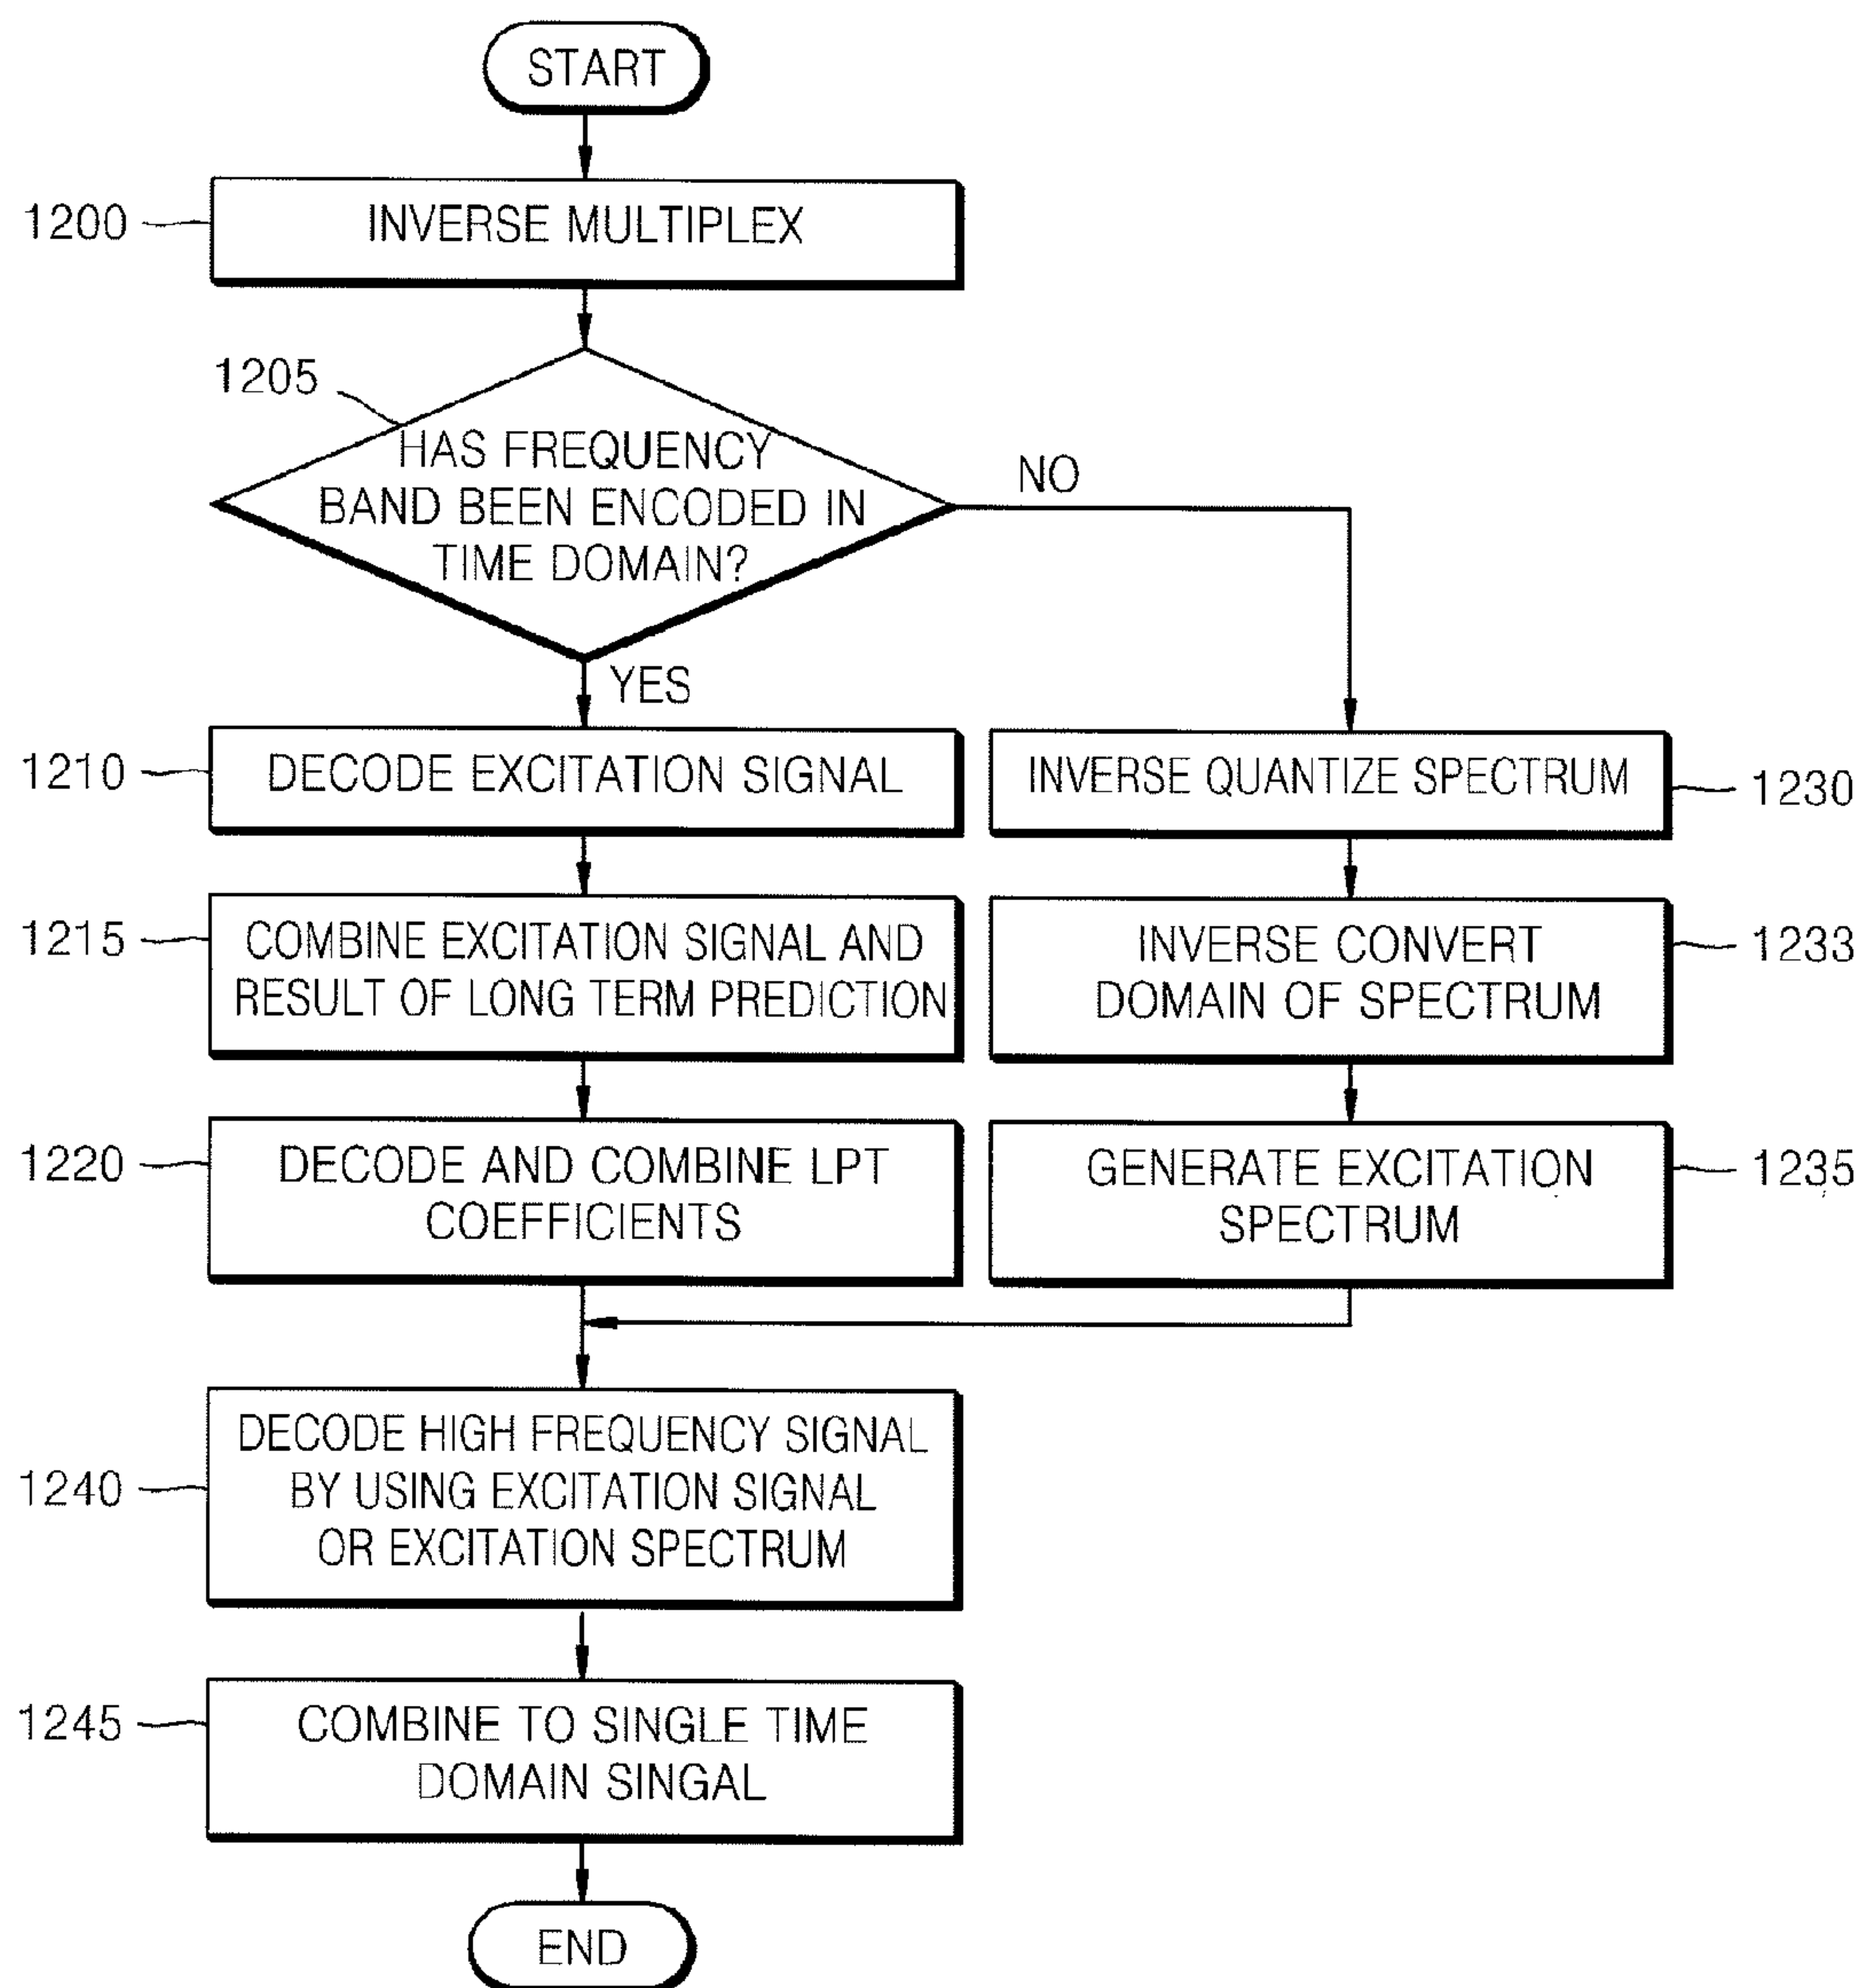 START
1200
INVERSE MULTIPLEX
1205
HAS FREQUENCY
BAND BEEN ENCODED IN
TIME DOMAIN?
NO
YES
1210
DECODE EXCITATION SIGNAL
INVERSE QUANTIZE SPECTRUM
1230
1215
COMBINE EXCITATION SIGNAL AND
RESULT OF LONG TERM PREDICTION
INVERSE CONVERT
DOMAIN OF SPECTRUM
1233
1220
DECODE AND COMBINE LPT
COEFFICIENTS
GENERATE EXCITATION
SPECTRUM
1235
1240
DECODE HIGH FREQUENCY SIGNAL
BY USING EXCITATION SIGNAL
OR EXCITATION SPECTRUM
1245
COMBINE TO SINGLE TIME
DOMAIN SINGAL
END